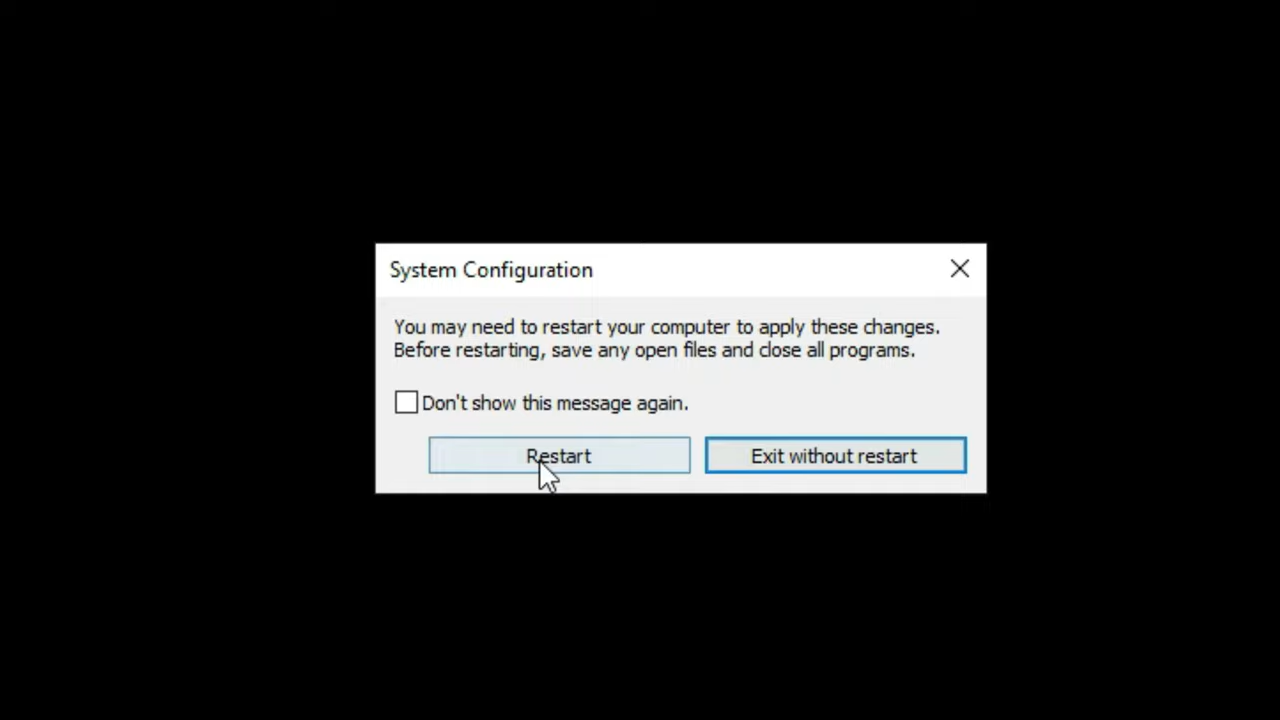 System Configuration
You may need to restart your computer to apply these changes.
Before restarting, save any open files and close all programs.
Don't show this message again.
Restart
Exit without restart